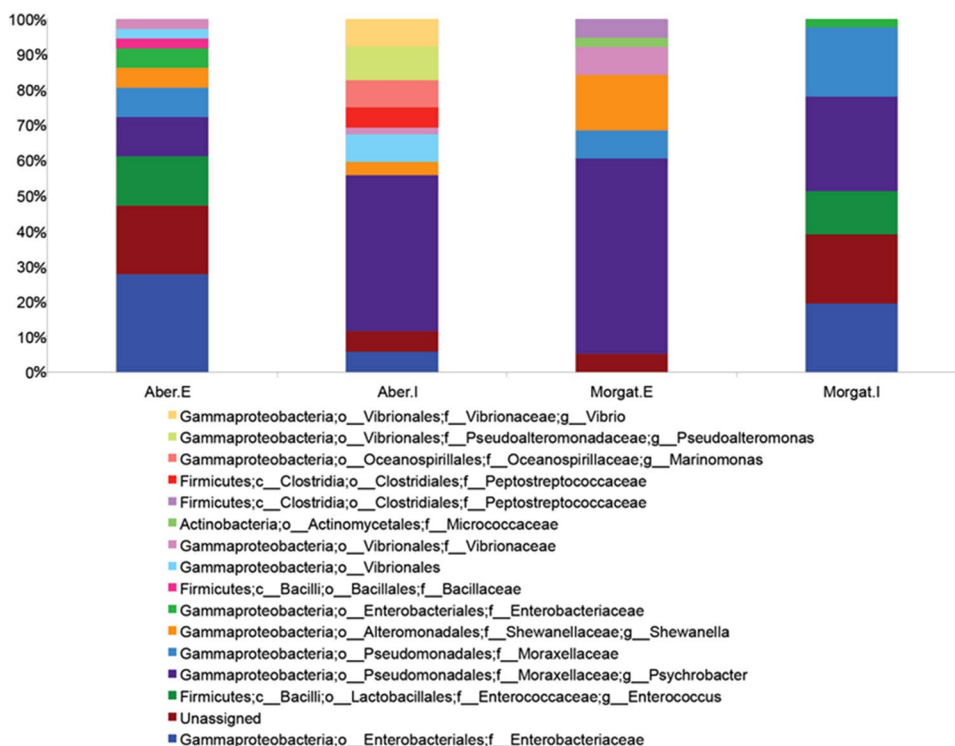 100%
90%
80%
70%
60%
50%
40%
30%
20%
10%
0%
Aber.E Aber.I Morgat.E Morgat.I
Gammaproteobacteria;o__Vibrionales;f__Vibrionaceae;g__Vibrio
Gammaproteobacteria;o__Vibrionales;f__Pseudoalteromonadaceae;g__Pseudoalteromonas
Gammaproteobacteria;o__Oceanospirillales;f__Oceanospirillaceae;g__Marinomonas
Firmicutes;c__Clostridia;o__Clostridiales;f__Peptostreptococcaceae
Firmicutes;c__Clostridia;o__Clostridiales;f__Peptostreptococcaceae
Actinobacteria;o__Actinomycetales;f__Micrococcaceae
Gammaproteobacteria;o__Vibrionales;f__Vibrionaceae
Gammaproteobacteria;o__Vibrionales
Firmicutes;c__Bacilli;o__Bacillales;f__Bacillaceae
Gammaproteobacteria;o__Enterobacteriales;f__Enterobacteriaceae
Gammaproteobacteria;o__Alteromonadales;f__Shewanellaceae;g__Shewanella
Gammaproteobacteria;o__Pseudomonadales;f__Moraxellaceae
Gammaproteobacteria;o__Pseudomonadales;f__Moraxellaceae;g__Psychrobacter
Firmicutes;c__Bacilli;o__Lactobacillales;f__Enterococcaceae;g__Enterococcus
Unassigned
Gammaproteobacteria;o__Enterobacteriales;f__Enterobacteriaceae